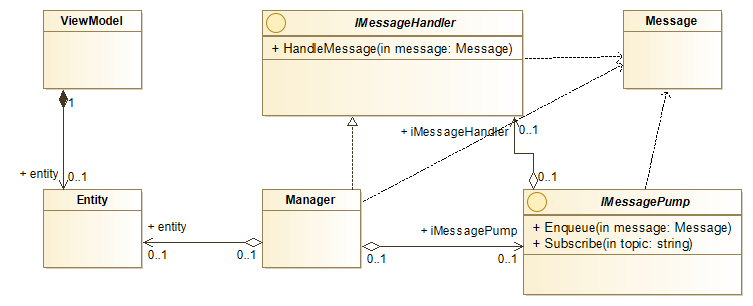 ViewModel
IMessageHandler
Message
+ HandleMessage(in message: Message)
1
+ iMessageHandler
0..1
+ entity
0..1
0..1
Entity
Manager
IMessagePump
+ entity
+ Enqueue(in message: Message)
+ iMessagePump
+ Subscribe(in topic: string)
0..1
0..1
0..1
0..1